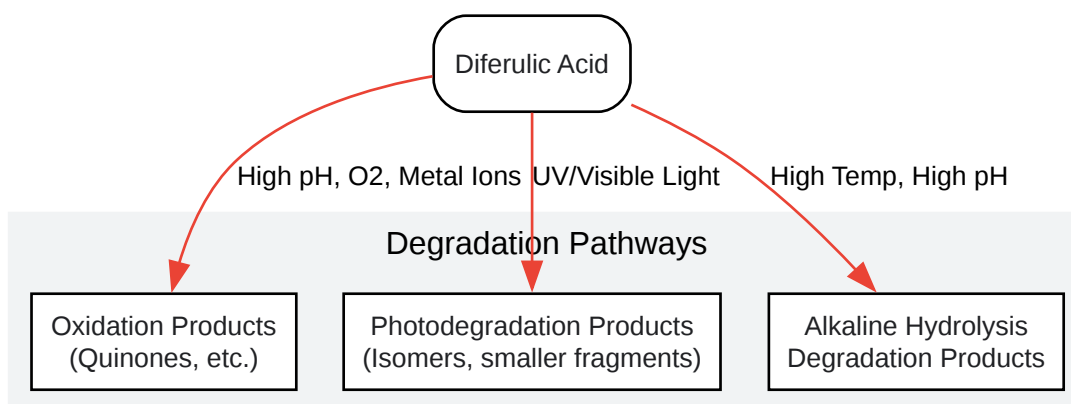 Diferulic Acid
High pH, O2, Metal Ions
UV/Visible Light
High Temp, High pH
Degradation Pathways
Oxidation Products
(Quinones, etc.)
Photodegradation Products
(Isomers, smaller fragments)
Alkaline Hydrolysis
Degradation Products